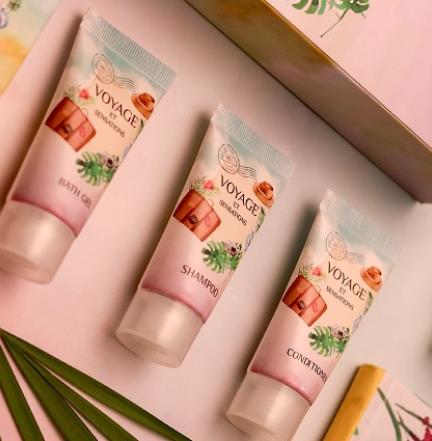 VOYAGE
ET
SENSATIONS
BATH GEL
VOYAGE
ET
SENSATIONS
SHAMPOO
VOYAGE
ET
SENSATIONS
CONDITIONER